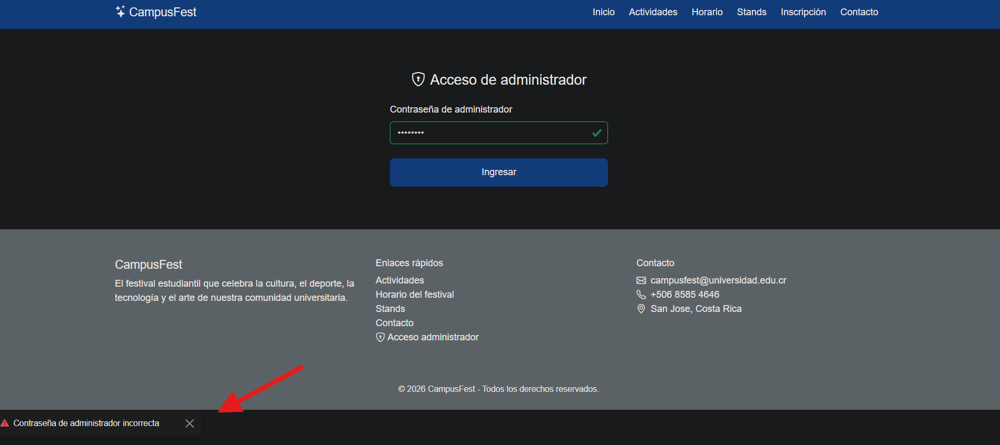 CampusFest
Inicio Actividades Horario Stands Inscripción Contacto
Acceso de administrador
Contraseña de administrador
••••••••
Ingresar
CampusFest
El festival estudiantil que celebra la cultura, el deporte, la
tecnología y el arte de nuestra comunidad universitaria.
Enlaces rápidos
Actividades
Horario del festival
Stands
Contacto
Acceso administrador
Contacto
campusfest@universidad.edu.cr
+506 8585 4646
San Jose, Costa Rica
© 2026 CampusFest - Todos los derechos reservados.
Contraseña de administrador incorrecta